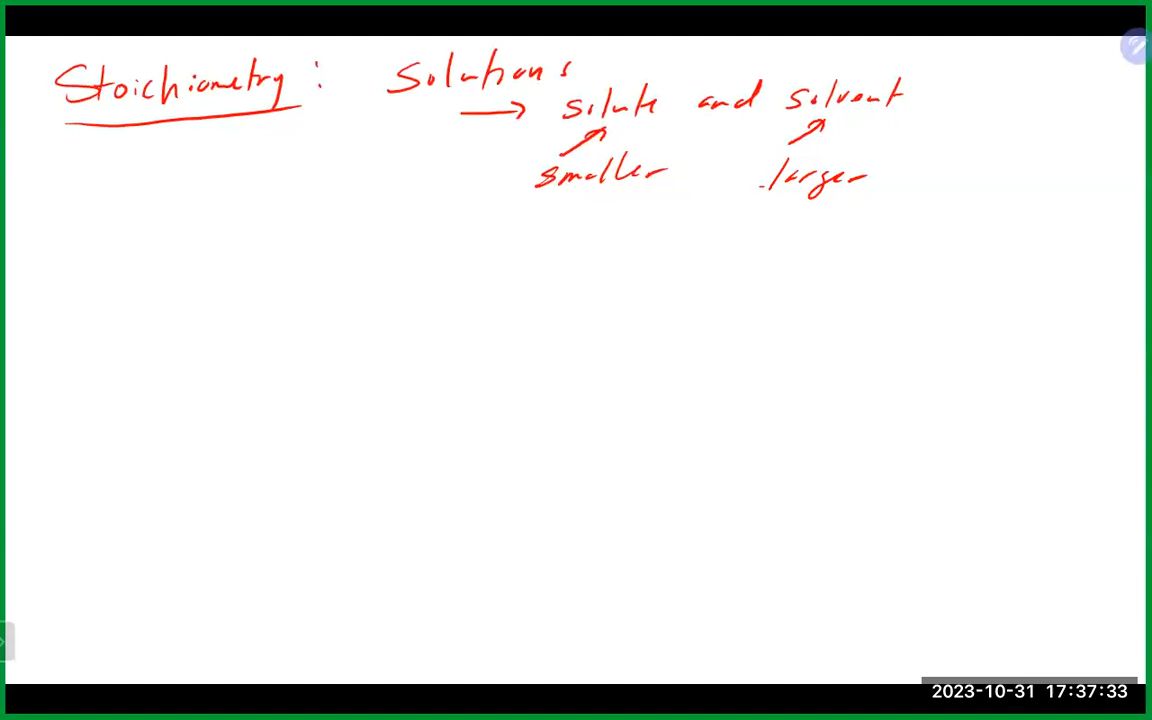 Stoichiometry: Solutions
→ solute and solvent
smaller larger
2023-10-31 17:37:33